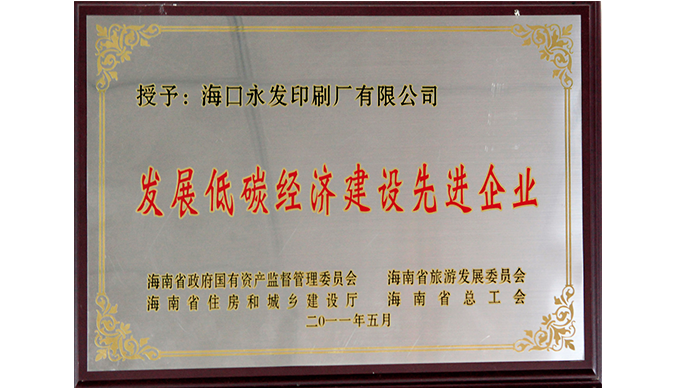 授予：海口永发印刷厂有限公司
发展低碳经济建设先进企业
海南省政府国有资产监督管理委员会 海南省旅游发展委员会
海南省住房和城乡建设厅 海南省总工会
二〇一一年五月